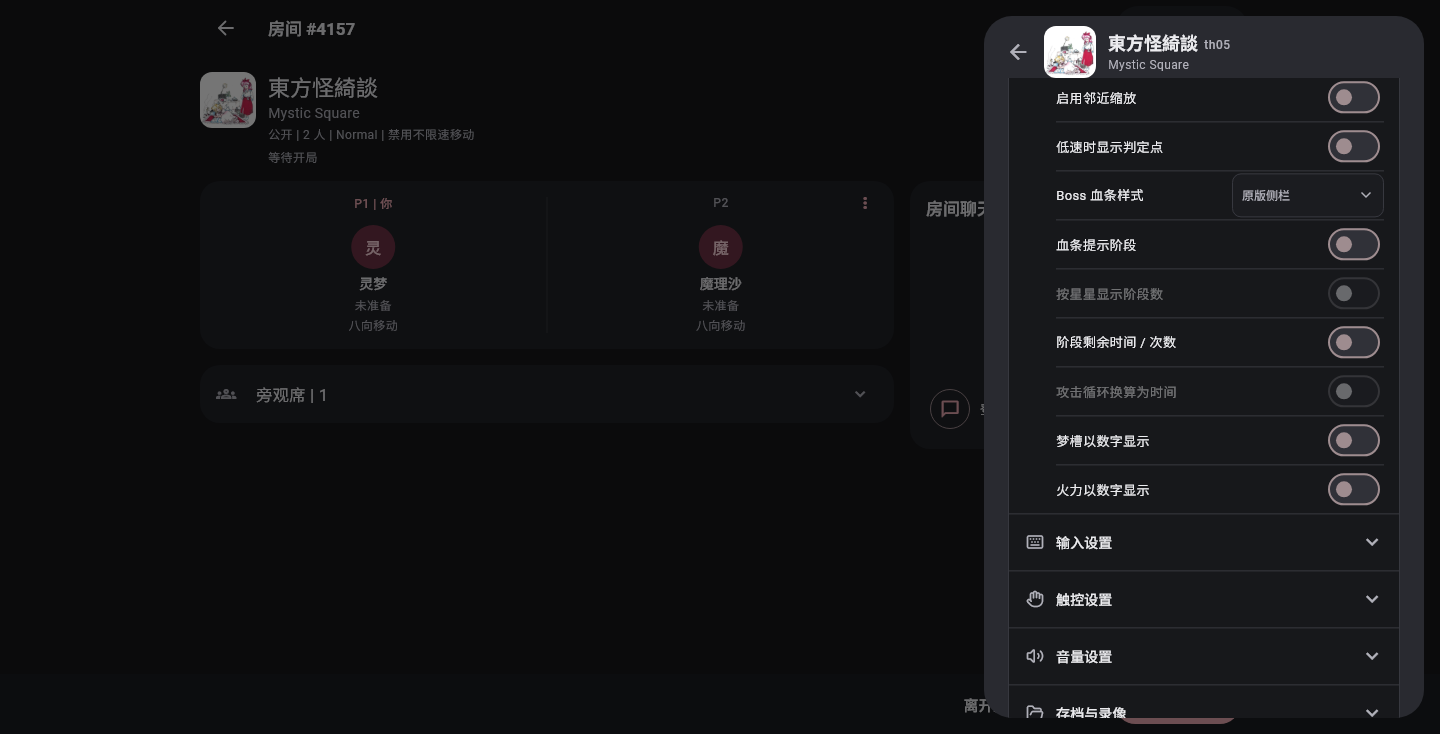 房间 #4157
東方怪綺談
Mystic Square
公开 | 2 人 | Normal | 禁用不限速移动
等待开局
P1 | 你
灵
灵梦
未准备
八向移动
P2
魔
魔理沙
未准备
八向移动
旁观席 | 1
房间聊
离开
東方怪綺談 th05
Mystic Square
启用邻近缩放
低速时显示判定点
Boss 血条样式
原版侧栏
血条提示阶段
按星星显示阶段数
阶段剩余时间 / 次数
攻击循环换算为时间
梦槽以数字显示
火力以数字显示
输入设置
触控设置
音量设置
存档与录像